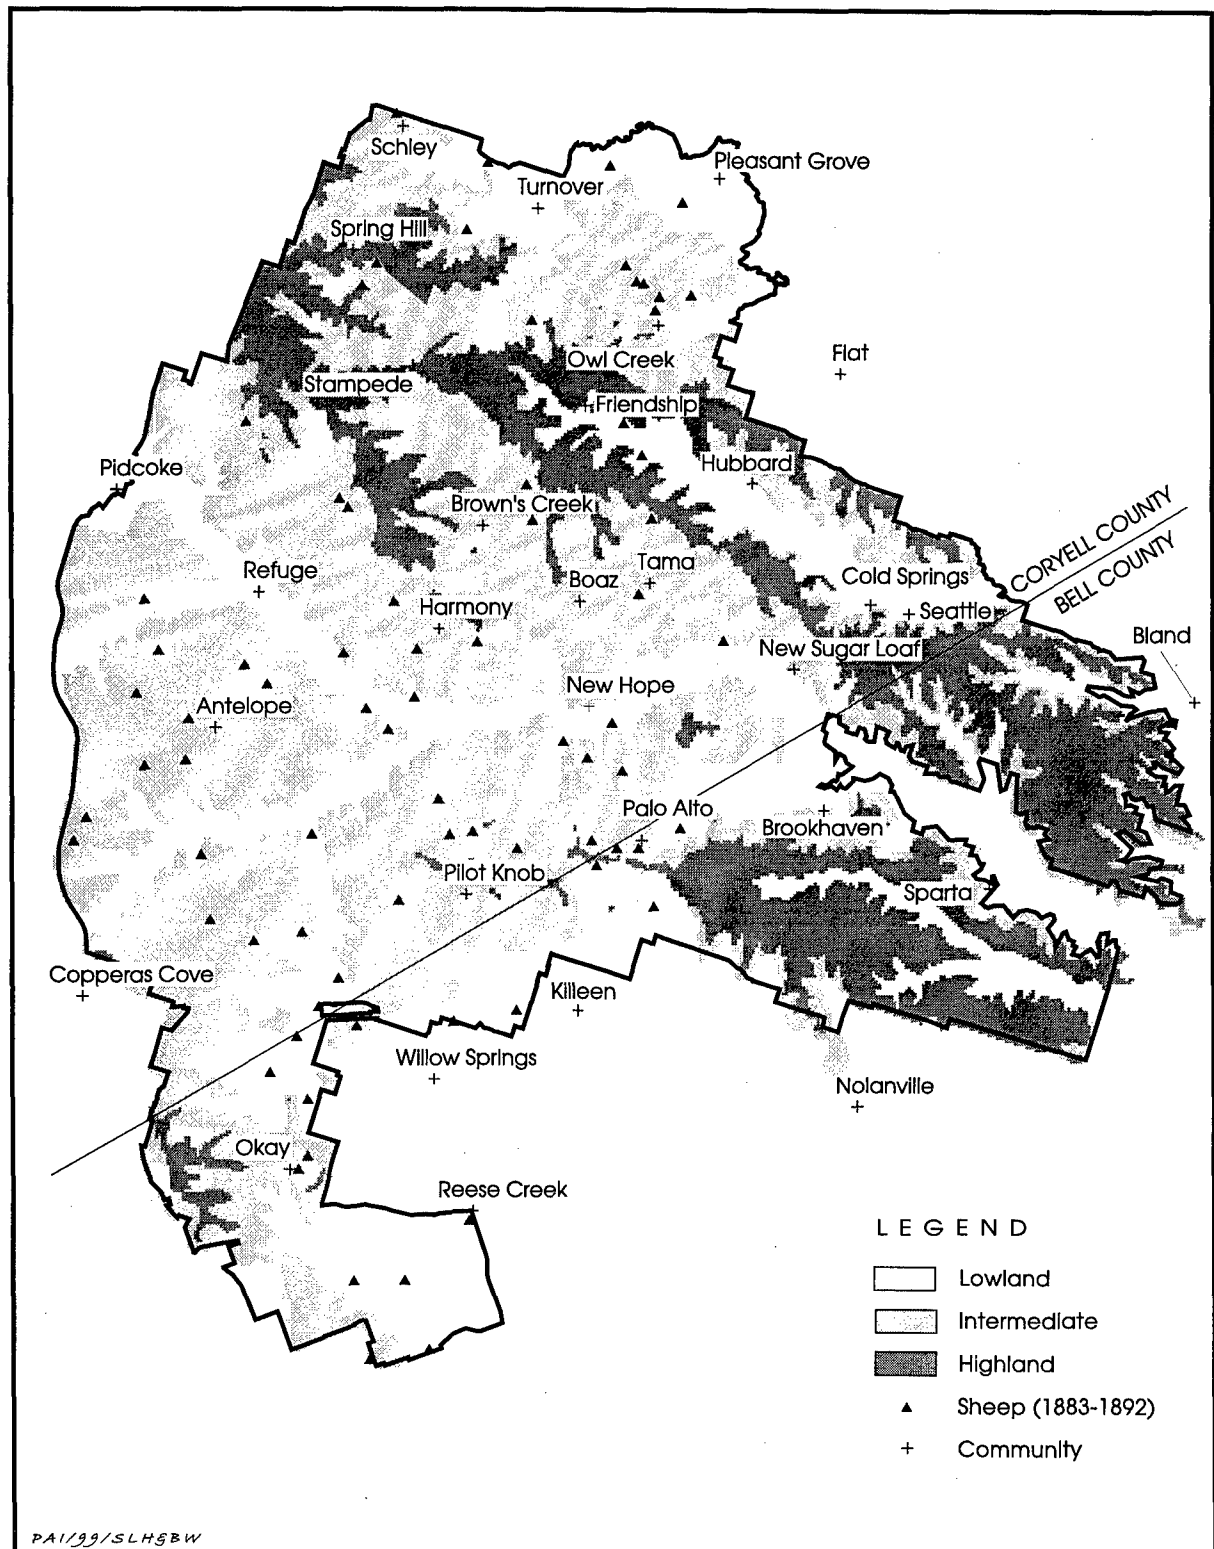 Schley
Pleasant Grove
Turnover
Spring Hill
Flat
Owl Creek
Stampede
Friendship
Hubbard
Pidcoke
Brown's Creek
CORYELL COUNTY
BELL COUNTY
Refuge
Boaz
Tama
Cold Springs
Harmony
Seattle
Bland
New Sugar Loaf
New Hope
Antelope
Palo Alto
Brookhaven
Pilot Knob
Sparta
Copperas Cove
Killeen
Willow Springs
Nolanville
Okay
Reese Creek
LEGEND
Lowland
Intermediate
Highland
Sheep (1883-1892)
Community
PAI/99/SLH&BW